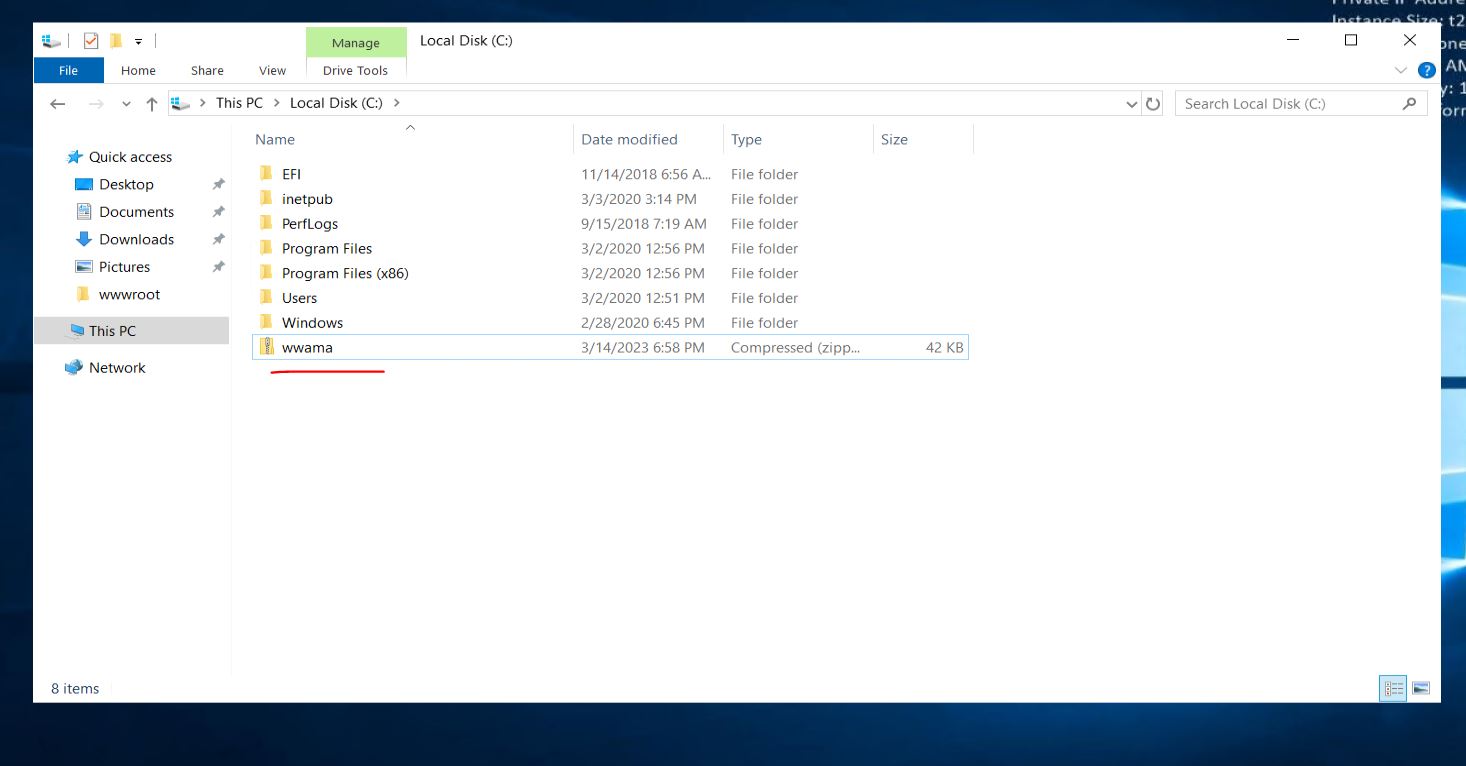 Private IP Addre
Instance Size: t2
one
AM
y: 1
forr
Manage
Local Disk (C:)
File
Home
Share
View
Drive Tools
This PC
Local Disk (C:)
Search Local Disk (C:)
Name
Date modified
Type
Size
Quick access
Desktop
Documents
Downloads
Pictures
wwwroot
This PC
Network
EFI 11/14/2018 6:56 A... File folder
inetpub 3/3/2020 3:14 PM File folder
PerfLogs 9/15/2018 7:19 AM File folder
Program Files 3/2/2020 12:56 PM File folder
Program Files (x86) 3/2/2020 12:56 PM File folder
Users 3/2/2020 12:51 PM File folder
Windows 2/28/2020 6:45 PM File folder
wwama 3/14/2023 6:58 PM Compressed (zipp... 42 KB
8 items